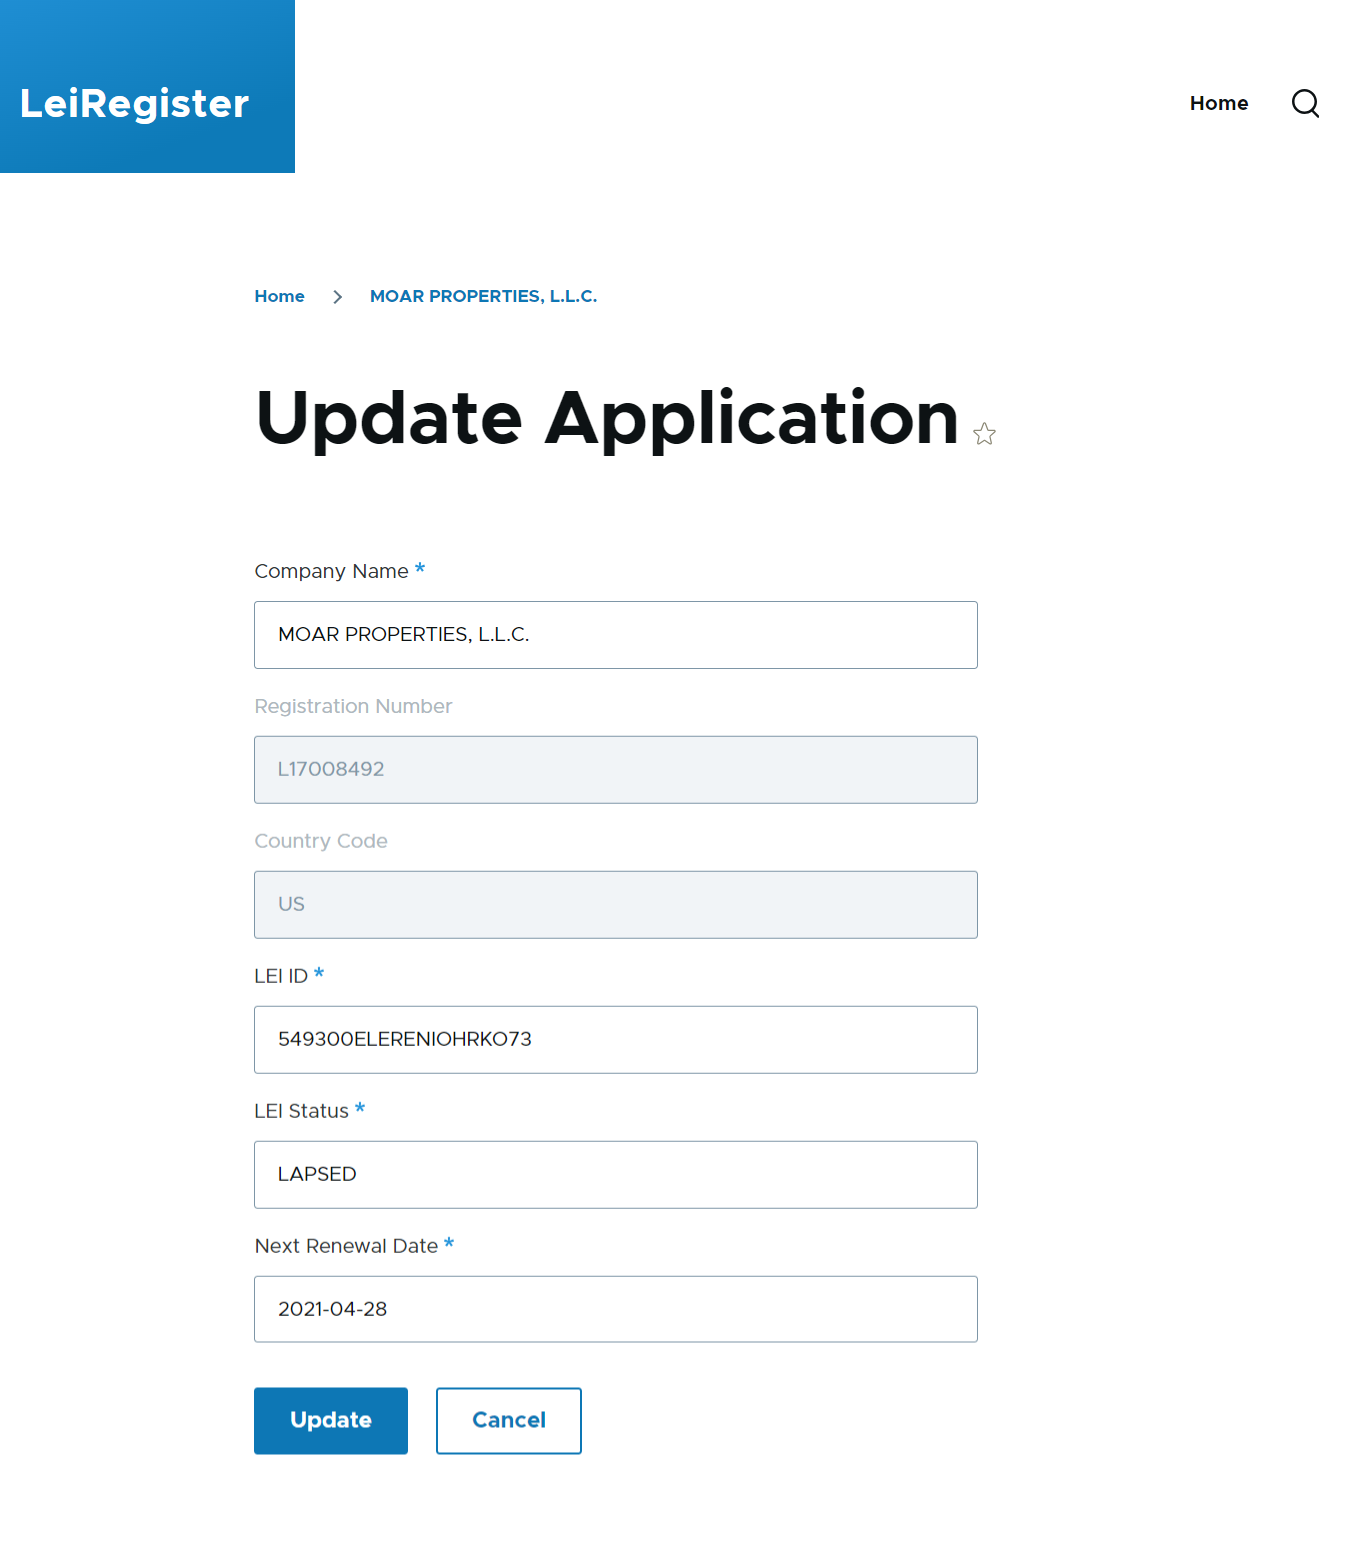 LeiRegister
Home
Home
MOAR PROPERTIES, L.L.C.
Update Application
Company Name *
MOAR PROPERTIES, L.L.C.
Registration Number
L17008492
Country Code
US
LEI ID *
549300ELERENIOHRKO73
LEI Status *
LAPSED
Next Renewal Date *
2021-04-28
Update
Cancel